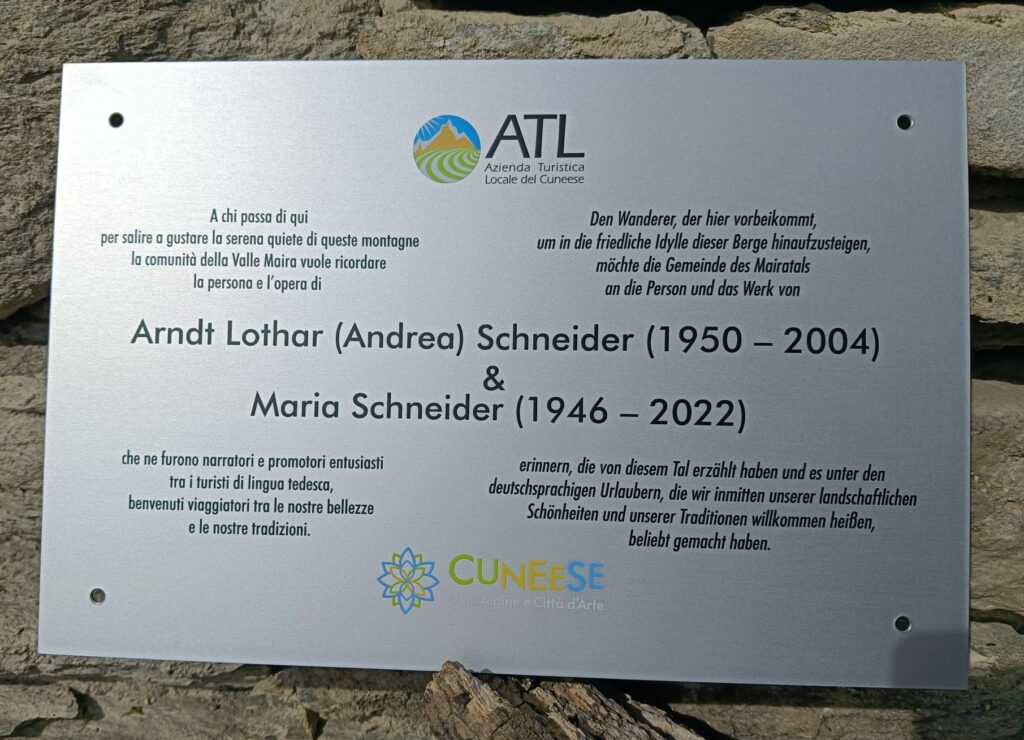 ATL
Azienda Turistica
Locale del Cuneese
A chi passa di qui
per salire a gustare la serena quiete di queste montagne
la comunità della Valle Maira vuole ricordare
la persona e l'opera di
Den Wanderer, der hier vorbeikommt,
um in die friedliche Idylle dieser Berge hinaufzusteigen,
möchte die Gemeinde des Mairatals
an die Person und das Werk von
Arndt Lothar (Andrea) Schneider (1950 – 2004)
&
Maria Schneider (1946 – 2022)
che ne furono narratori e promotori entusiasti
tra i turisti di lingua tedesca,
benvenuti viaggiatori tra le nostre bellezze
e le nostre tradizioni.
erinnern, die von diesem Tal erzählt haben und es unter den
deutschsprachigen Urlaubern, die wir inmitten unserer landschaftlichen
Schönheiten und unserer Traditionen willkommen heißen,
beliebt gemacht haben.
CUNEESE
Valli Alpine e Città d'Arte